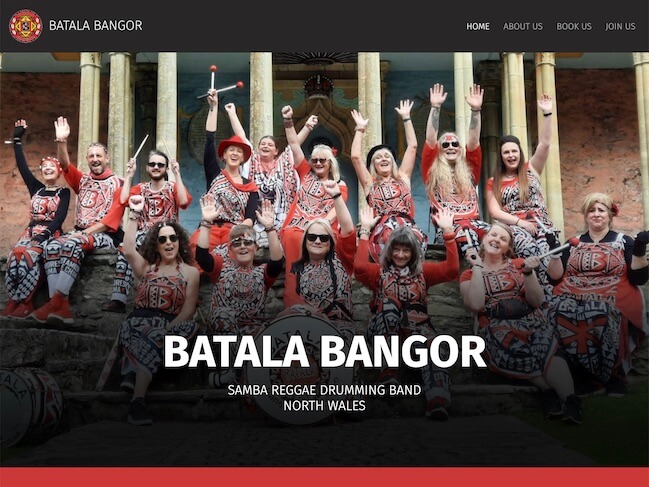 BATALA BANGOR
HOME ABOUT US BOOK US JOIN US
BATALA BANGOR
SAMBA REGGAE DRUMMING BAND
NORTH WALES